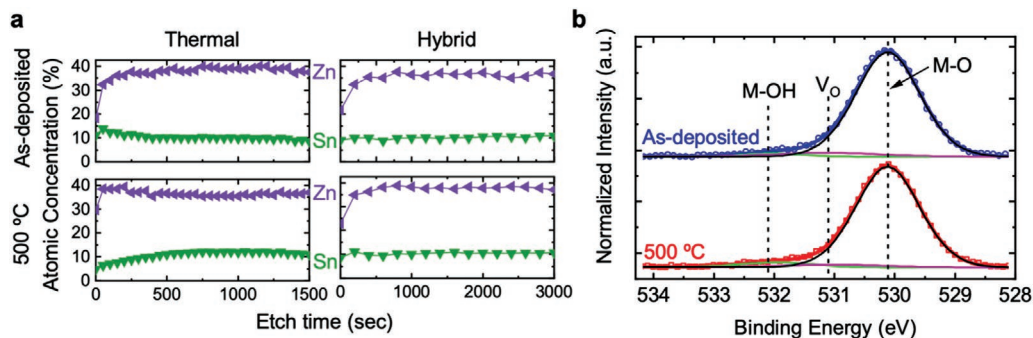 a
Thermal
Hybrid
As-deposited
500 ºC
Atomic Concentration (%)
40
30
20
10
0
Zn
Sn
40
30
20
10
0
Zn
Sn
0 500 1000 1500
0 1000 2000 3000
Etch time (sec)
b
Normalized Intensity (a.u.)
M-OH
V_O
M-O
As-deposited
500 ºC
534 533 532 531 530 529 528
Binding Energy (eV)